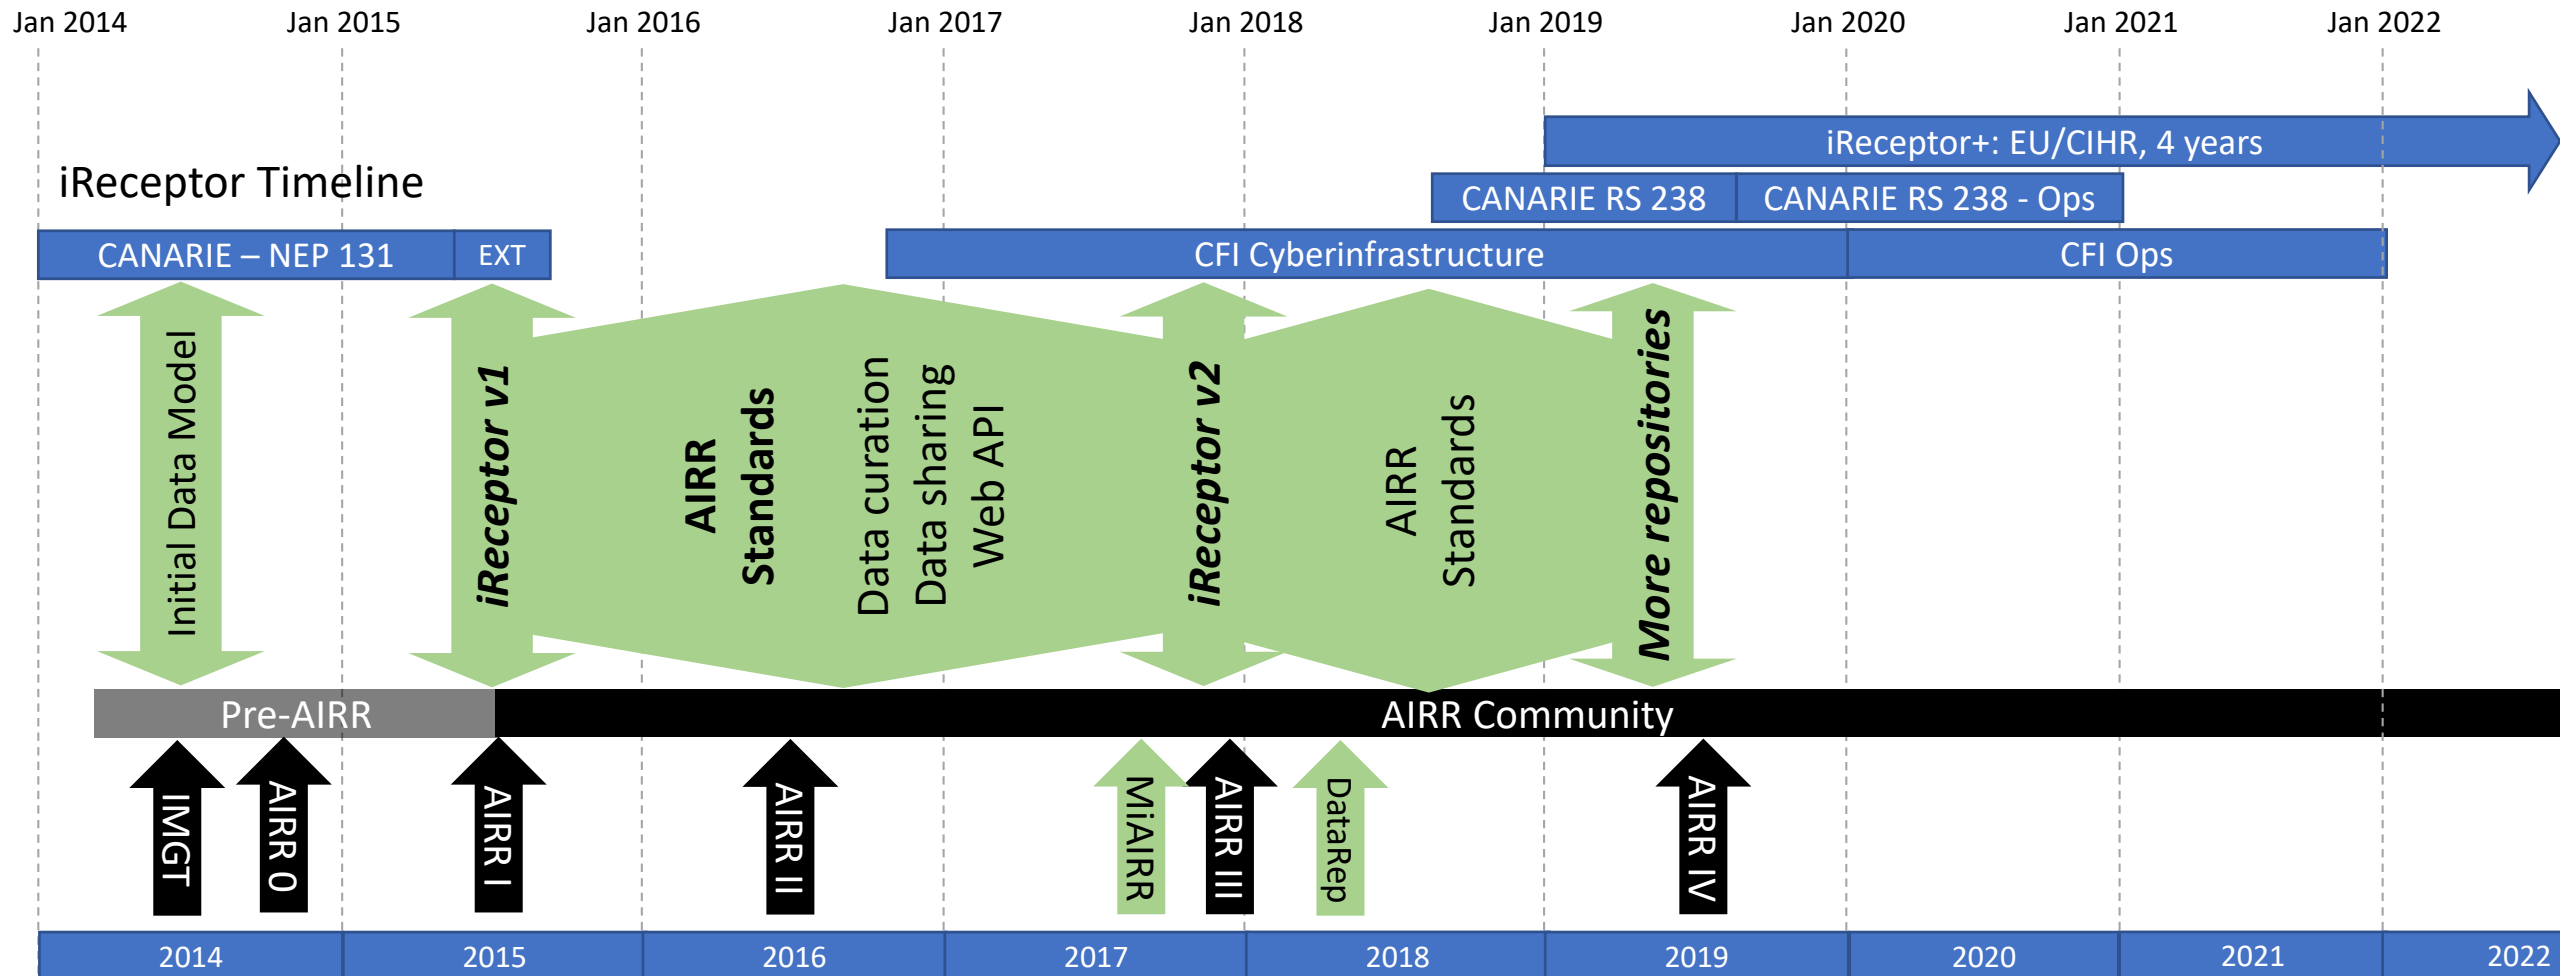 Jan 2014
Jan 2015
Jan 2016
Jan 2017
Jan 2018
Jan 2019
Jan 2020
Jan 2021
Jan 2022
iReceptor+: EU/CIHR, 4 years
iReceptor Timeline
CANARIE RS 238
CANARIE RS 238 - Ops
CANARIE – NEP 131
EXT
CFI Cyberinfrastructure
CFI Ops
Initial Data Model
iReceptor v1
AIRR
Standards
Data curation
Data sharing
Web API
iReceptor v2
AIRR
Standards
More repositories
Pre-AIRR
AIRR Community
IMGT
AIRR 0
AIRR I
AIRR II
MiAIRR
AIRR III
DataRep
AIRR IV
2014
2015
2016
2017
2018
2019
2020
2021
2022